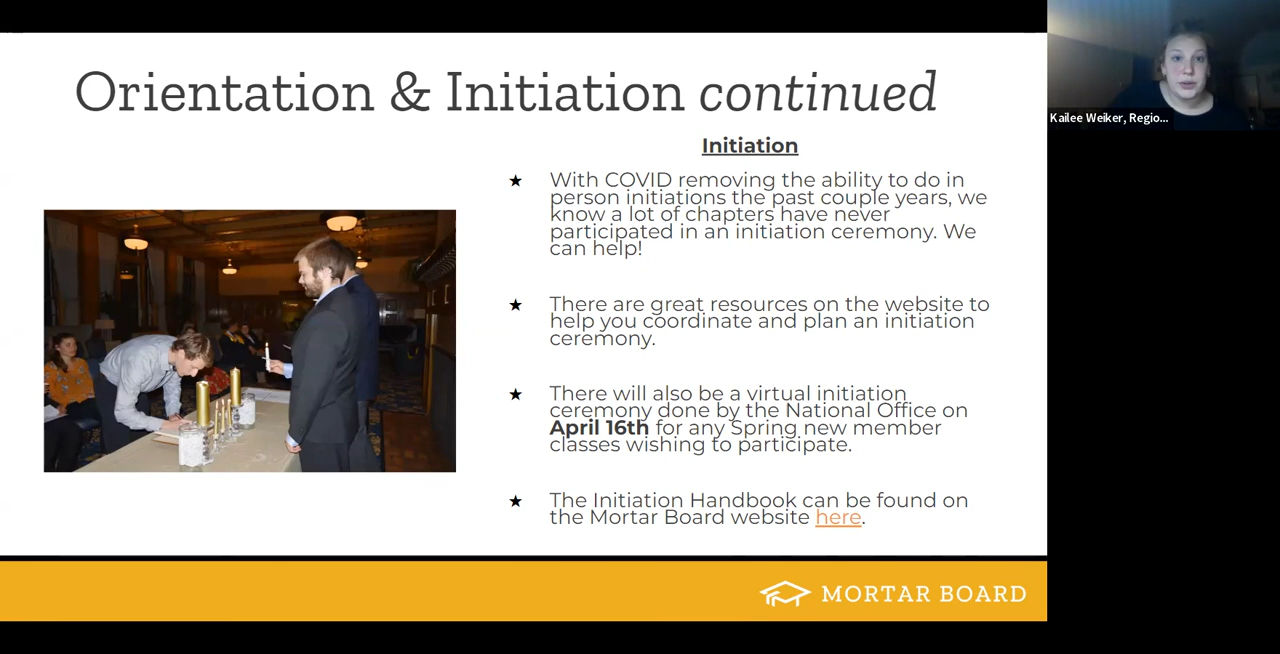 Orientation & Initiation continued
Kailee Weiker, Regio...
Initiation
★ With COVID removing the ability to do in
person initiations the past couple years, we
know a lot of chapters have never
participated in an initiation ceremony. We
can help!
★ There are great resources on the website to
help you coordinate and plan an initiation
ceremony.
★ There will also be a virtual initiation
ceremony done by the National Office on
April 16th for any Spring new member
classes wishing to participate.
★ The Initiation Handbook can be found on
the Mortar Board website here.
MORTAR BOARD